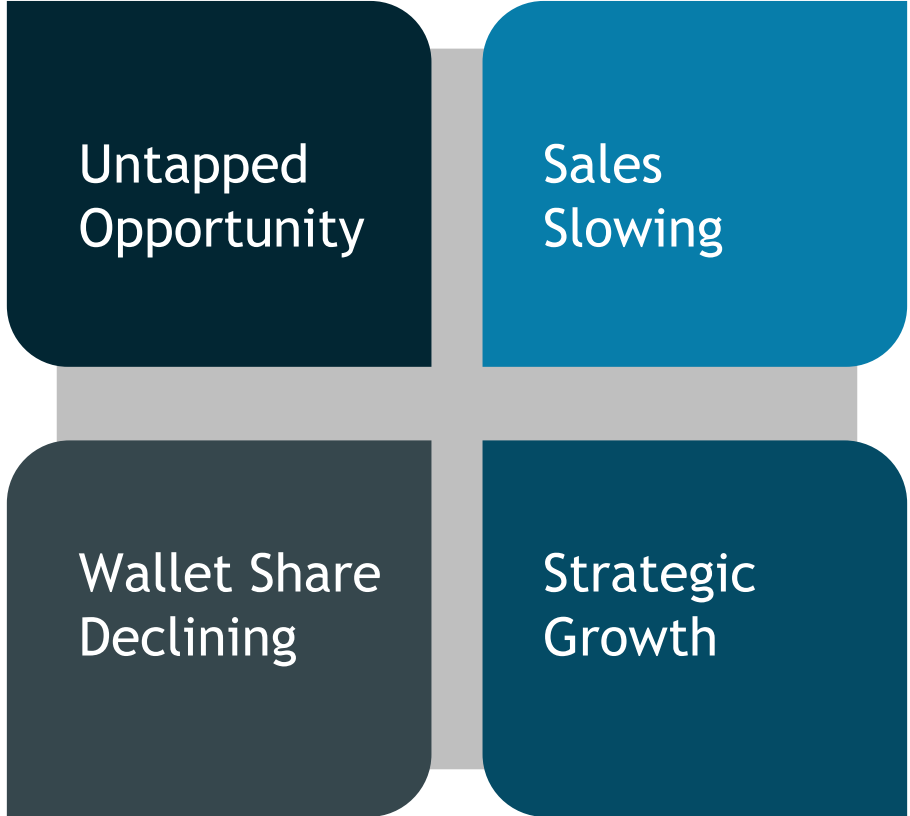 Untapped
Opportunity
Sales
Slowing
Wallet Share
Declining
Strategic
Growth